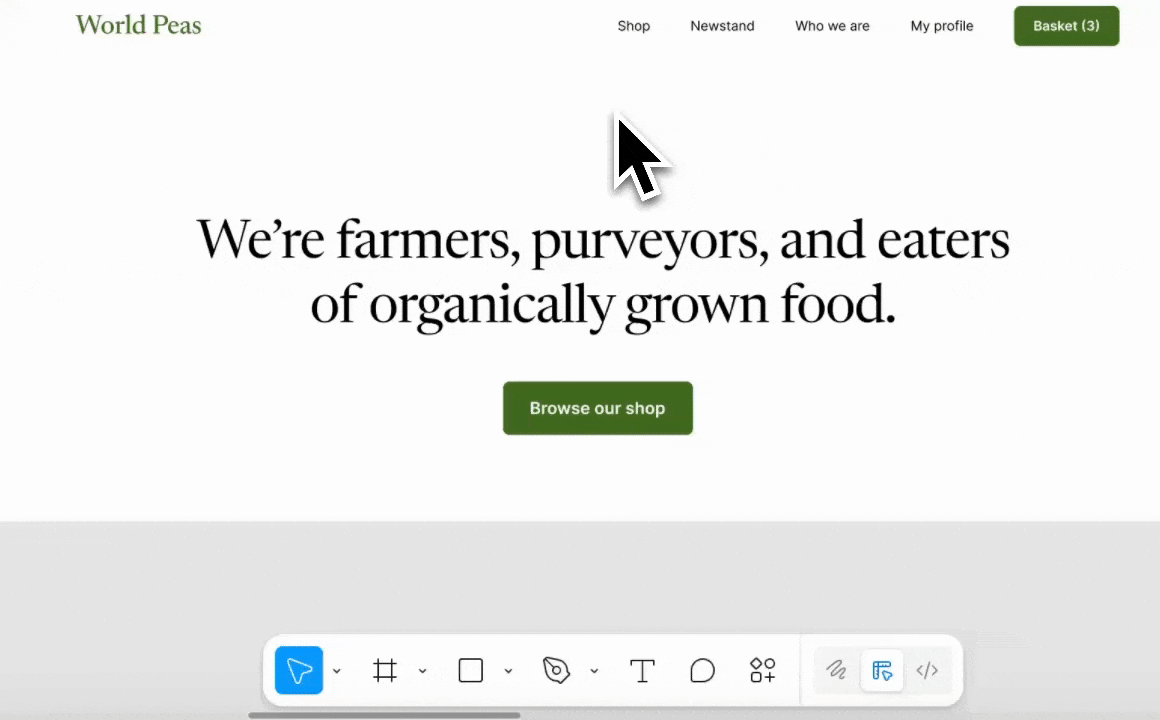 World Peas
Shop
Newstand
Who we are
My profile
Basket (3)
We’re farmers, purveyors, and eaters
of organically grown food.
Browse our shop